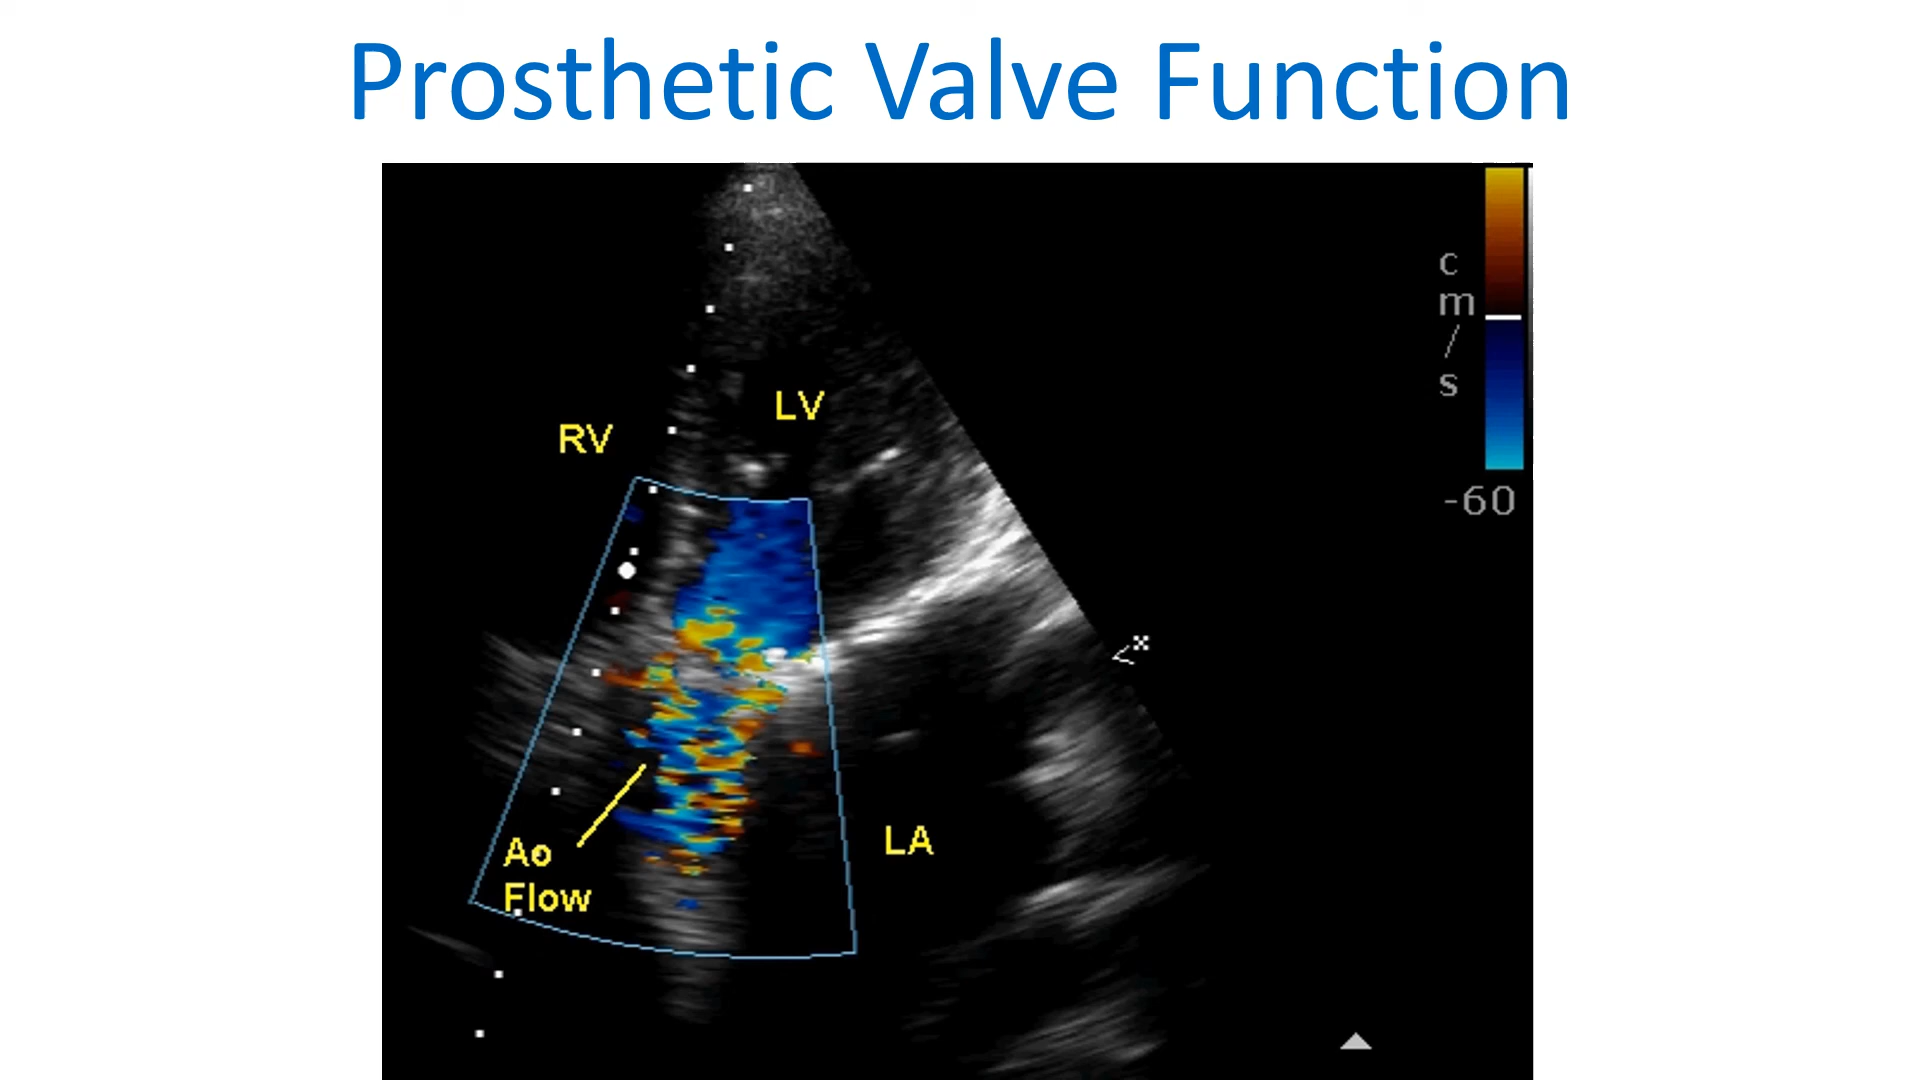 Prosthetic Valve Function
c
m
/
s
LV
RV
-60
x
LA
Ao
Flow